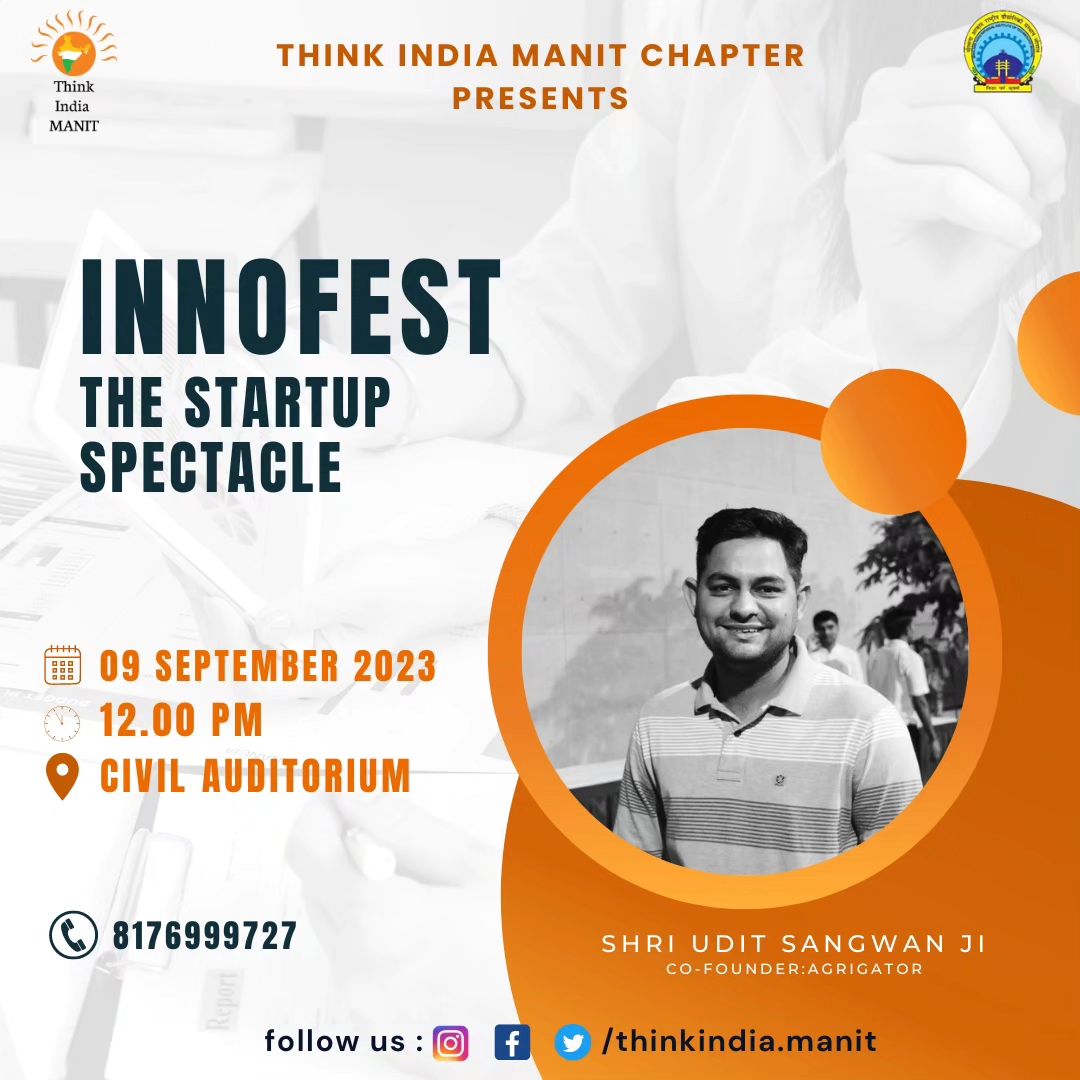 Think
India
MANIT
THINK INDIA MANIT CHAPTER
PRESENTS
INNOFEST
THE STARTUP
SPECTACLE
09 SEPTEMBER 2023
12.00 PM
CIVIL AUDITORIUM
8176999727
SHRI UDIT SANGWAN JI
CO-FOUNDER:AGRIGATOR
Report
follow us : /thinkindia.manit